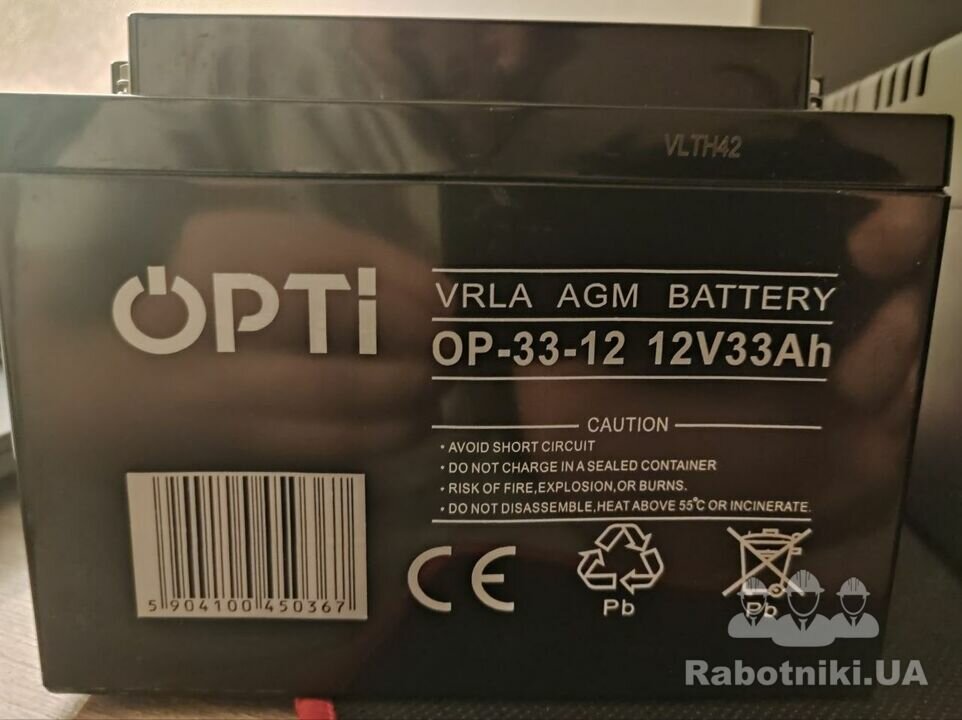 VLTH42
OPTI
VRLA AGM BATTERY
OP-33-12 12V33Ah
CAUTION
• AVOID SHORT CIRCUIT
• DO NOT CHARGE IN A SEALED CONTAINER
• RISK OF FIRE,EXPLOSION,OR BURNS.
• DO NOT DISASSEMBLE,HEAT ABOVE 55℃ OR INCINERATE.
5 904100 450367
CE
Pb
Pb
Rabotniki.UA